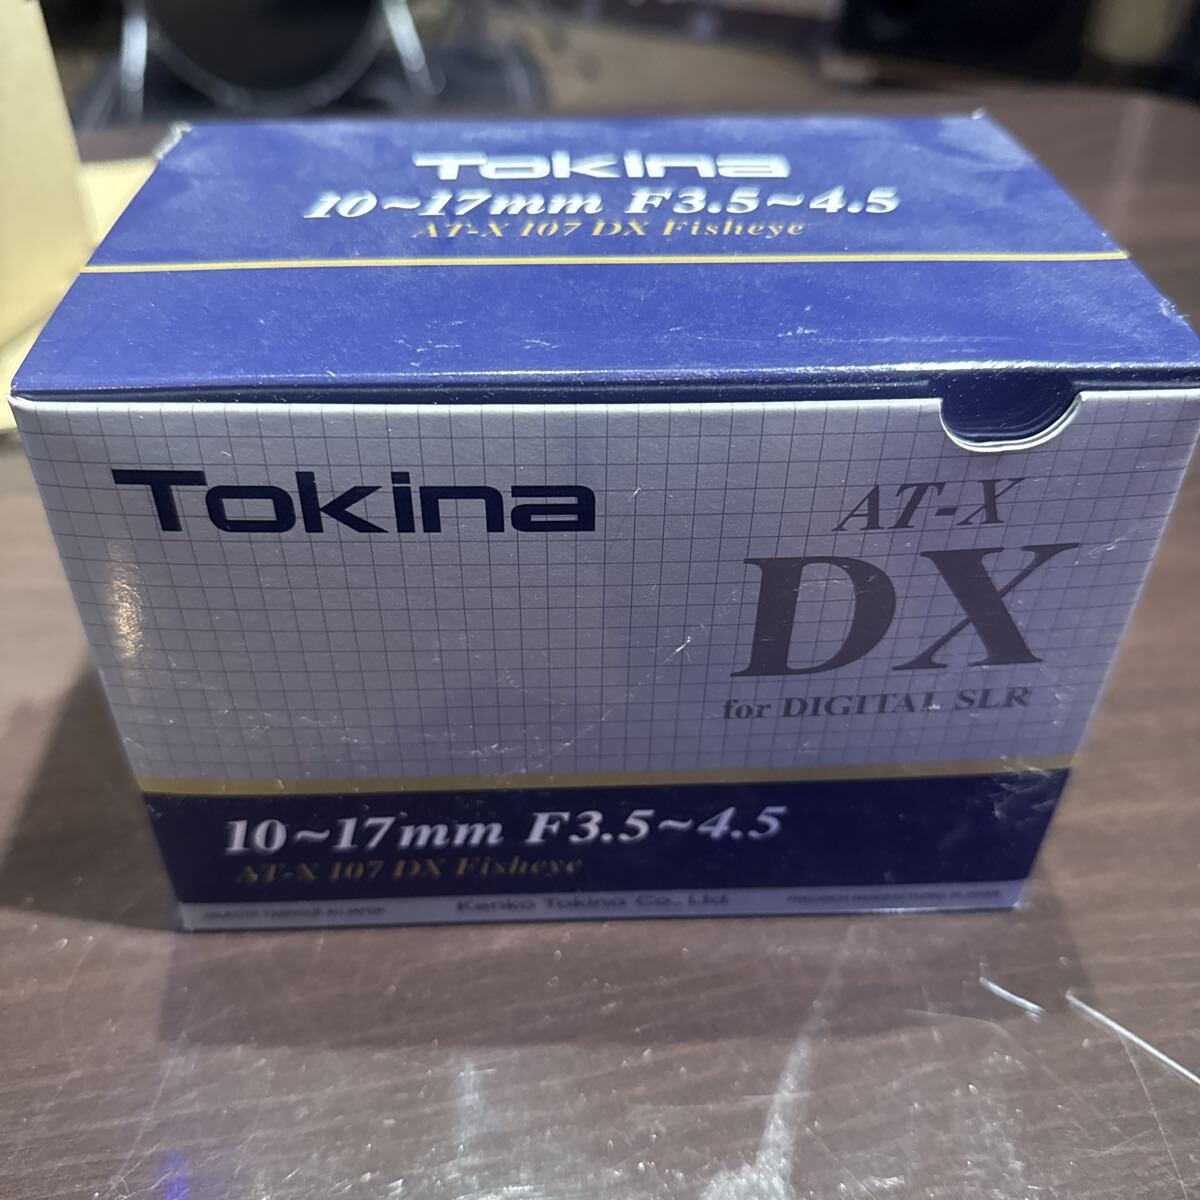 Tokina
10~17mm F3.5~4.5
AT-X 107 DX Fisheye
Tokina
AT-X
DX
for DIGITAL SLR
10~17mm F3.5~4.5
AT-X 107 DX Fisheye
Kenko Tokina Co., Ltd.